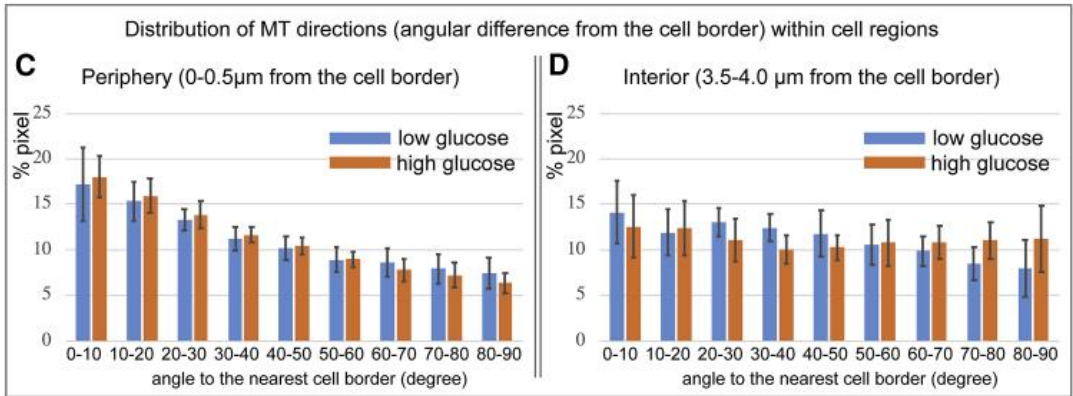 Distribution of MT directions (angular difference from the cell border) within cell regions
C
Periphery (0-0.5µm from the cell border)
% pixel
25
20
15
10
5
0
low glucose
high glucose
0-10 10-20 20-30 30-40 40-50 50-60 60-70 70-80 80-90
angle to the nearest cell border (degree)
D
Interior (3.5-4.0 µm from the cell border)
% pixel
25
20
15
10
5
0
low glucose
high glucose
0-10 10-20 20-30 30-40 40-50 50-60 60-70 70-80 80-90
angle to the nearest cell border (degree)